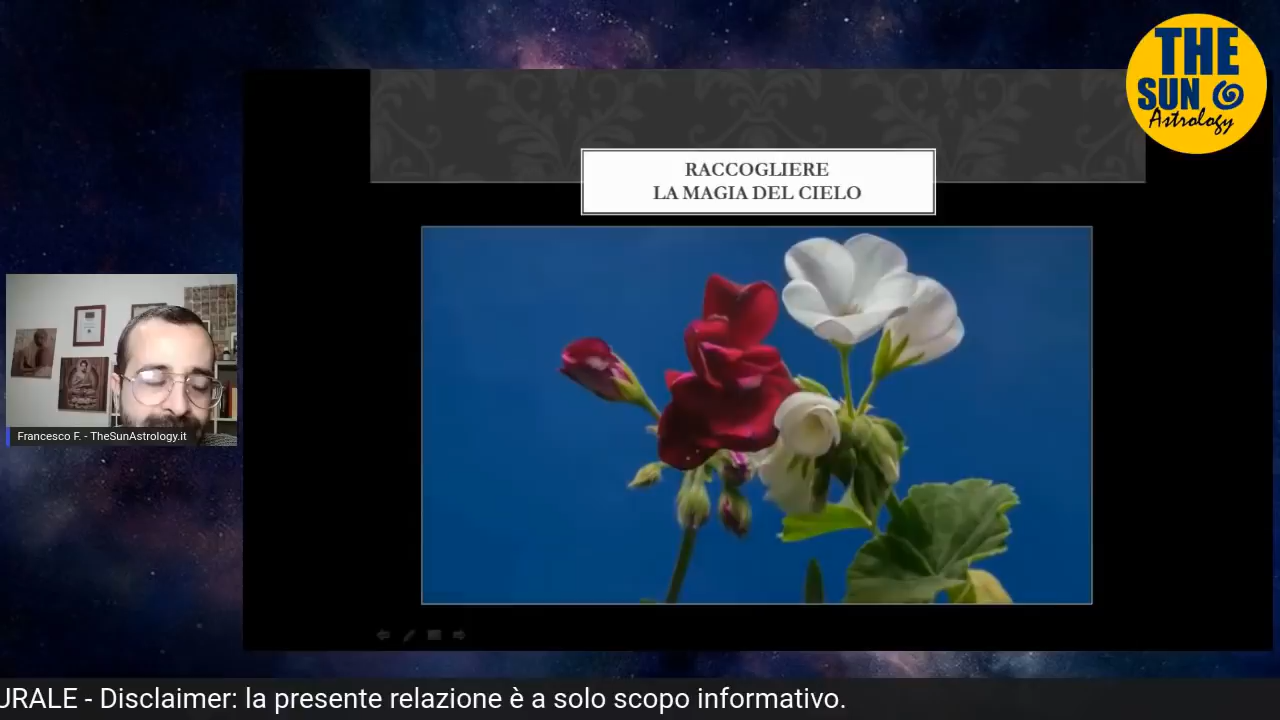 THE
SUN
Astrology
RACCOGLIERE
LA MAGIA DEL CIELO
Francesco F. - TheSunAstrology.it
URALE - Disclaimer: la presente relazione è a solo scopo informativo.